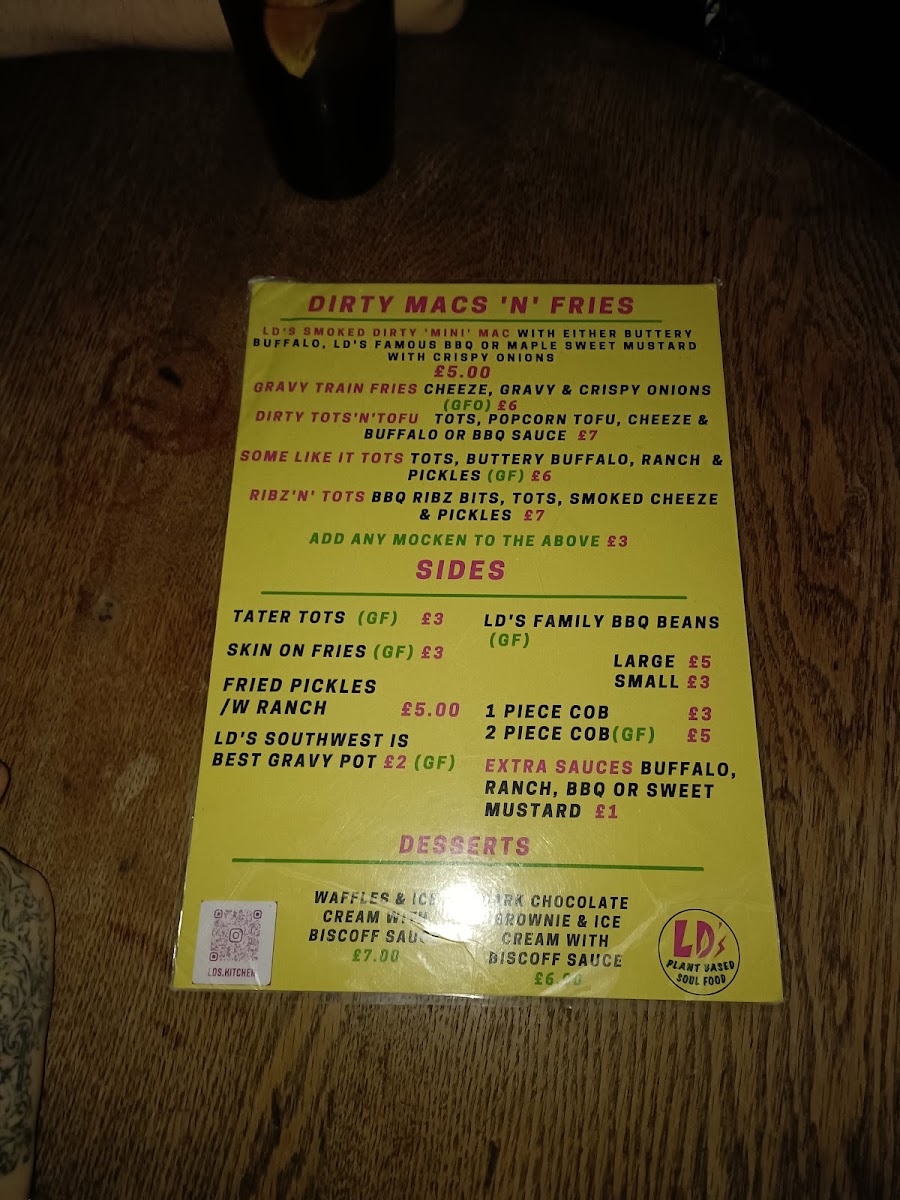 DIRTY MACS 'N' FRIES
LD'S SMOKED DIRTY 'MINI' MAC WITH EITHER BUTTERY
BUFFALO, LD'S FAMOUS BBQ OR MAPLE SWEET MUSTARD
WITH CRISPY ONIONS
£5.00
GRAVY TRAIN FRIES CHEEZE, GRAVY & CRISPY ONIONS
(GFO) £6
DIRTY TOTS'N'TOFU TOTS, POPCORN TOFU, CHEEZE &
BUFFALO OR BBQ SAUCE £7
SOME LIKE IT TOTS TOTS, BUTTERY BUFFALO, RANCH &
PICKLES (GF) £6
RIBZ'N' TOTS BBQ RIBZ BITS, TOTS, SMOKED CHEEZE
& PICKLES £7
ADD ANY MOCKEN TO THE ABOVE £3
SIDES
TATER TOTS (GF) £3
SKIN ON FRIES (GF) £3
FRIED PICKLES
/W RANCH £5.00
LD'S SOUTHWEST IS
BEST GRAVY POT £2 (GF)
LD'S FAMILY BBQ BEANS
(GF)
LARGE £5
SMALL £3
1 PIECE COB £3
2 PIECE COB(GF) £5
EXTRA SAUCES BUFFALO,
RANCH, BBQ OR SWEET
MUSTARD £1
DESSERTS
WAFFLES & ICE
CREAM WITH
BISCOFF SAUCE
£7.00
DARK CHOCOLATE
BROWNIE & ICE
CREAM WITH
BISCOFF SAUCE
LDS.KITCHEN
LD's
PLANT BASED
SOUL FOOD